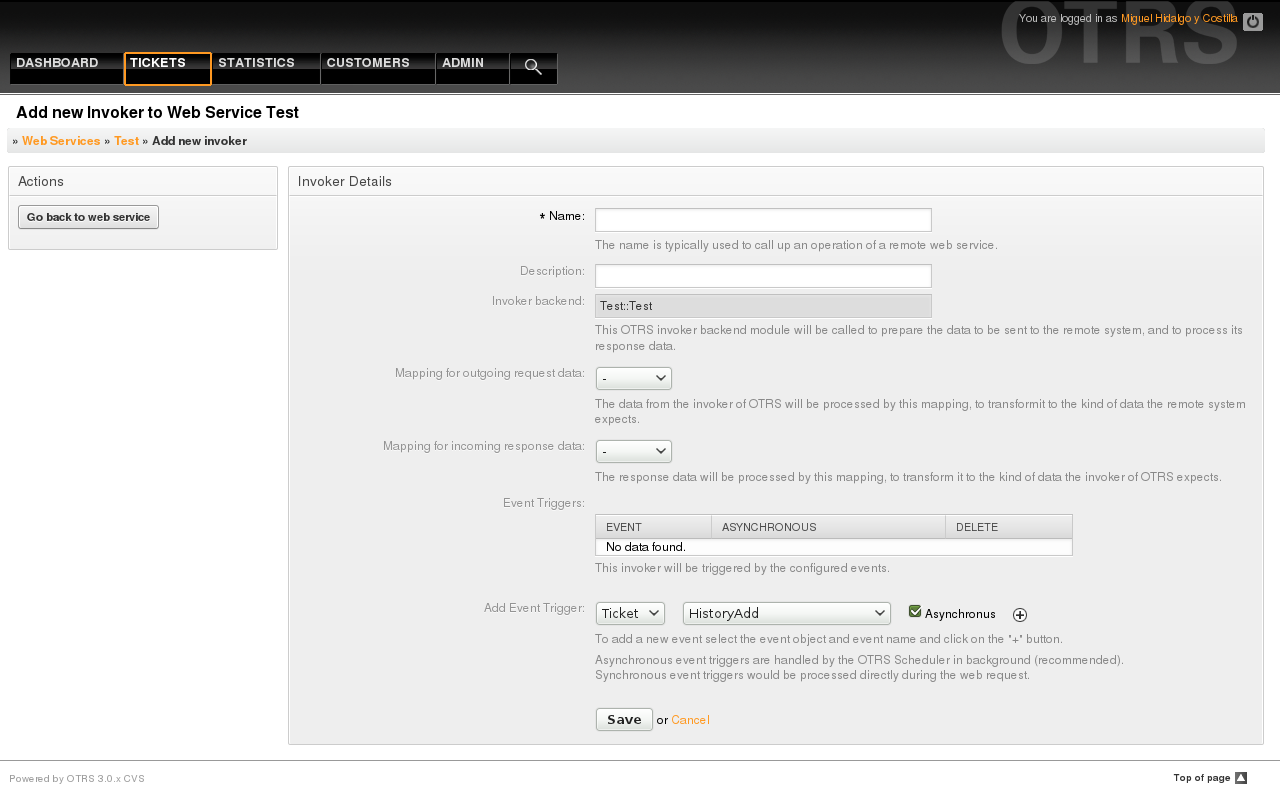 OTRS
You are logged in as Miguel Hidalgo y Costilla
DASHBOARD TICKETS STATISTICS CUSTOMERS ADMIN
Add new Invoker to Web Service Test
» Web Services » Test » Add new invoker
Actions
Go back to web service
Invoker Details
* Name:
The name is typically used to call up an operation of a remote web service.
Description:
Invoker backend: Test::Test
This OTRS invoker backend module will be called to prepare the data to be sent to the remote system, and to process its
response data.
Mapping for outgoing request data: -
The data from the invoker of OTRS will be processed by this mapping, to transformit to the kind of data the remote system
expects.
Mapping for incoming response data: -
The response data will be processed by this mapping, to transform it to the kind of data the invoker of OTRS expects.
Event Triggers:
EVENT ASYNCHRONOUS DELETE
No data found.
This invoker will be triggered by the configured events.
Add Event Trigger: Ticket HistoryAdd Asynchronus
To add a new event select the event object and event name and click on the "+" button.
Asynchronous event triggers are handled by the OTRS Scheduler in background (recommended).
Synchronous event triggers would be processed directly during the web request.
Save or Cancel
Powered by OTRS 3.0.x CVS
Top of page